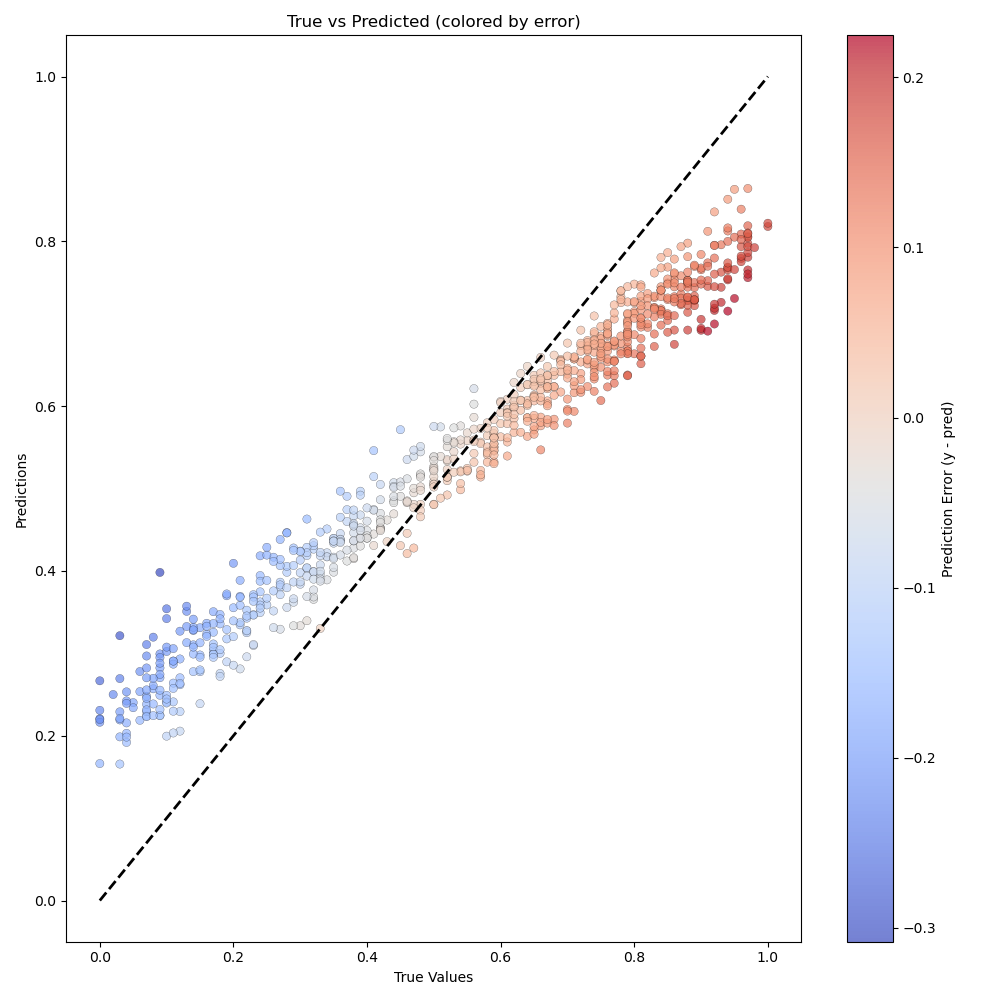 True vs Predicted (colored by error)
1.0
0.8
0.6
0.4
0.2
0.0
Predictions
0.0 0.2 0.4 0.6 0.8 1.0
True Values
0.2
0.1
0.0
−0.1
−0.2
−0.3
Prediction Error (y - pred)